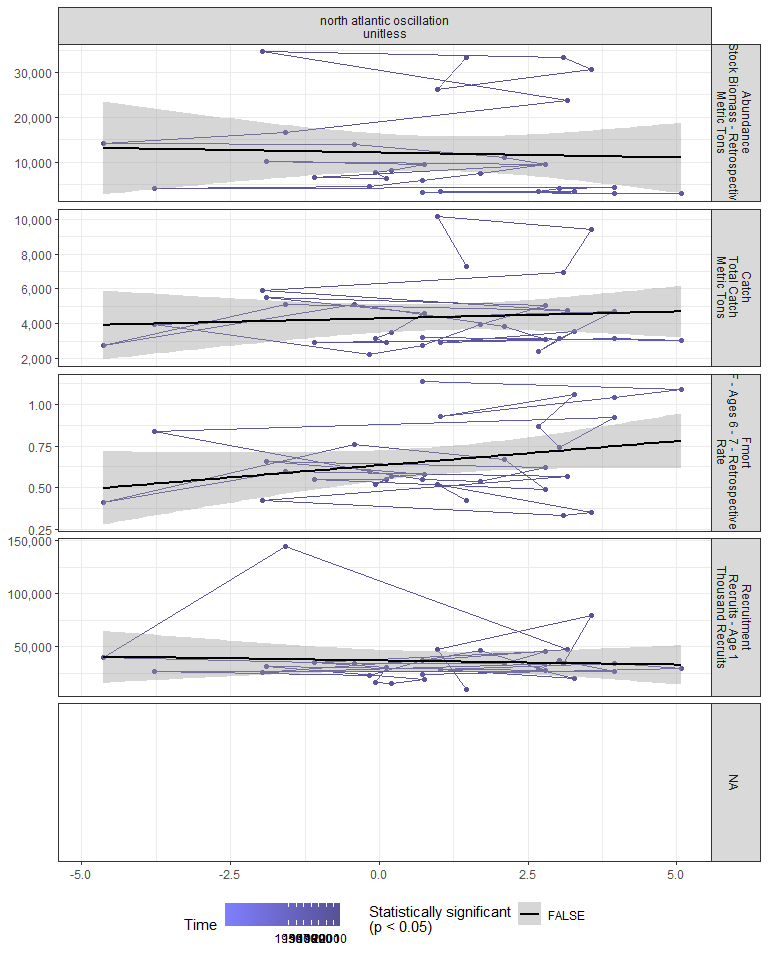 north atlantic oscillation
unitless
30,000
20,000
10,000
Abundance
Stock Biomass - Retrospectiv
Metric Tons
10,000
8,000
6,000
4,000
2,000
Catch
Total Catch
Metric Tons
1.00
0.75
0.50
0.25
Fmort
F - Ages 6 - 7 - Retrospective
Rate
150,000
100,000
50,000
Recruitment
Recruits - Age 1
Thousand Recruits
NA
-5.0
-2.5
0.0
2.5
5.0
Time
Statistically significant
(p < 0.05)
FALSE